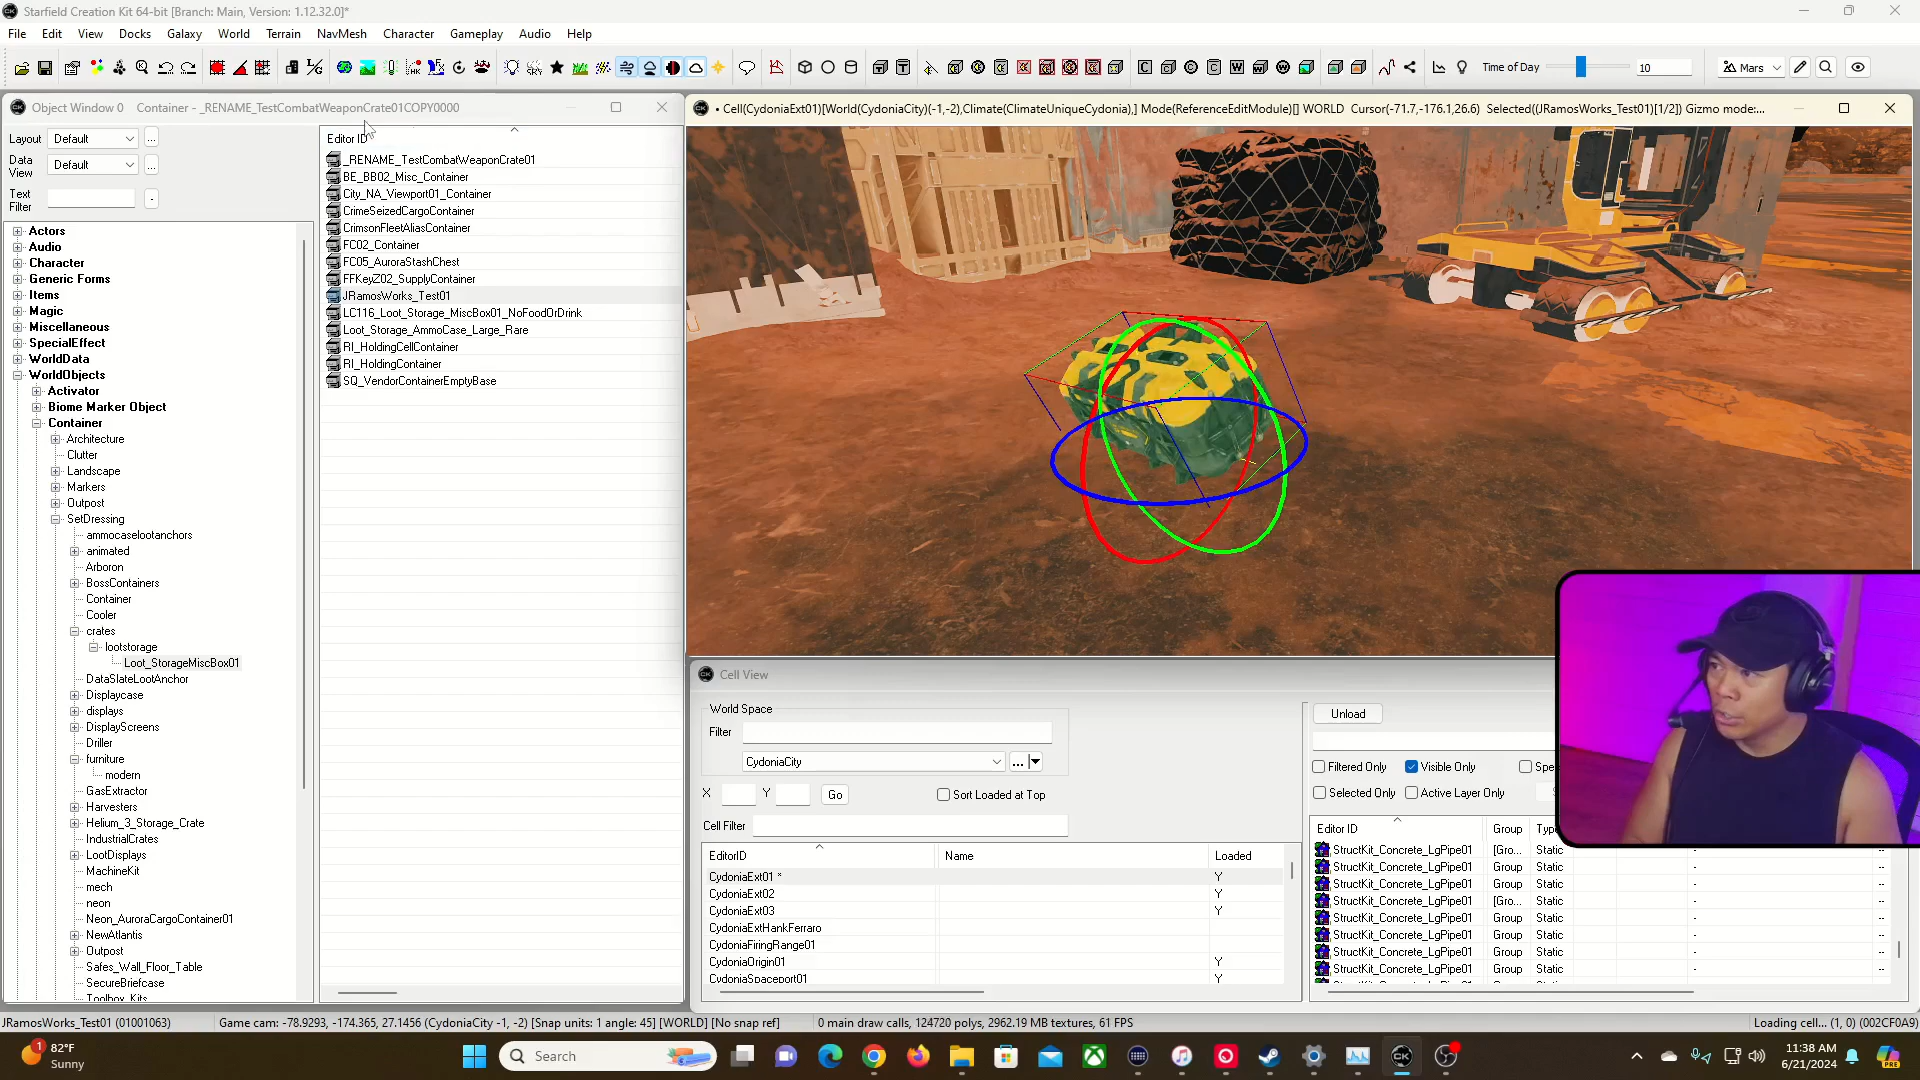 Starfield Creation Kit 64-bit [Branch: Main, Version: 1.12.32.0]*
File Edit View Docks Galaxy World Terrain NavMesh Character Gameplay Audio Help
Time of Day 10 Mars
Object Window 0 Container - _RENAME_TestCombatWeaponCrate01COPY0000
Layout Default ...
Data View Default ...
Text Filter
Actors
Audio
Character
Generic Forms
Items
Magic
Miscellaneous
SpecialEffect
WorldData
WorldObjects
Activator
Biome Marker Object
Container
Architecture
Clutter
Landscape
Markers
Outpost
SetDressing
ammocaselootanchors
animated
Arboron
BossContainers
Container
Cooler
crates
lootstorage
Loot_StorageMiscBox01
DataSlateLootAnchor
Displaycase
displays
DisplayScreens
Driller
furniture
modern
GasExtractor
Harvesters
Helium_3_Storage_Crate
IndustrialCrates
LootDisplays
MachineKit
mech
neon
Neon_AuroraCargoContainer01
NewAtlantis
Outpost
Safes_Wall_Floor_Table
SecureBriefcase
Toolbox_Kits
Editor ID
_RENAME_TestCombatWeaponCrate01
BE_BB02_Misc_Container
City_NA_Viewport01_Container
CrimeSeizedCargoContainer
CrimsonFleetAliasContainer
FC02_Container
FC05_AuroraStashChest
FFKeyZ02_SupplyContainer
JRamosWorks_Test01
LC116_Loot_Storage_MiscBox01_NoFoodOrDrink
Loot_Storage_AmmoCase_Large_Rare
RI_HoldingCellContainer
RI_HoldingContainer
SQ_VendorContainerEmptyBase
• Cell(CydoniaExt01)[World(CydoniaCity)(-1,-2),Climate(ClimateUniqueCydonia),] Mode(ReferenceEditModule)[] WORLD Cursor(-71.7,-176.1,26.6) Selected((JRamosWorks_Test01)[1/2]) Gizmo mode:...
Cell View
World Space
Filter
CydoniaCity ...
X Y Go Sort Loaded at Top
Cell Filter
EditorID Name Loaded
CydoniaExt01 * Y
CydoniaExt02 Y
CydoniaExt03 Y
CydoniaExtHankFerraro
CydoniaFiringRange01
CydoniaOrigin01 Y
CydoniaSpaceport01 Y
Unload
Filtered Only Visible Only
Selected Only Active Layer Only
Editor ID Group
StructKit_Concrete_LgPipe01 [Gro... Static - --
StructKit_Concrete_LgPipe01 Group Static - --
StructKit_Concrete_LgPipe01 Group Static - --
StructKit_Concrete_LgPipe01 [Gro... Static - --
StructKit_Concrete_LgPipe01 Group Static - --
StructKit_Concrete_LgPipe01 Group Static - --
StructKit_Concrete_LgPipe01 Group Static - --
StructKit_Concrete_LgPipe01 Group Static - --
JRamosWorks_Test01 (01001063) Game cam: -78.9293, -174.365, 27.1456 (CydoniaCity -1, -2) [Snap units: 1 angle: 45] [WORLD] [No snap ref] 0 main draw calls, 124720 polys, 2962.19 MB textures, 61 FPS Loading cell... (1, 0) (002CF0A9)
1 82°F
Sunny
Search
11:38 AM
6/21/2024